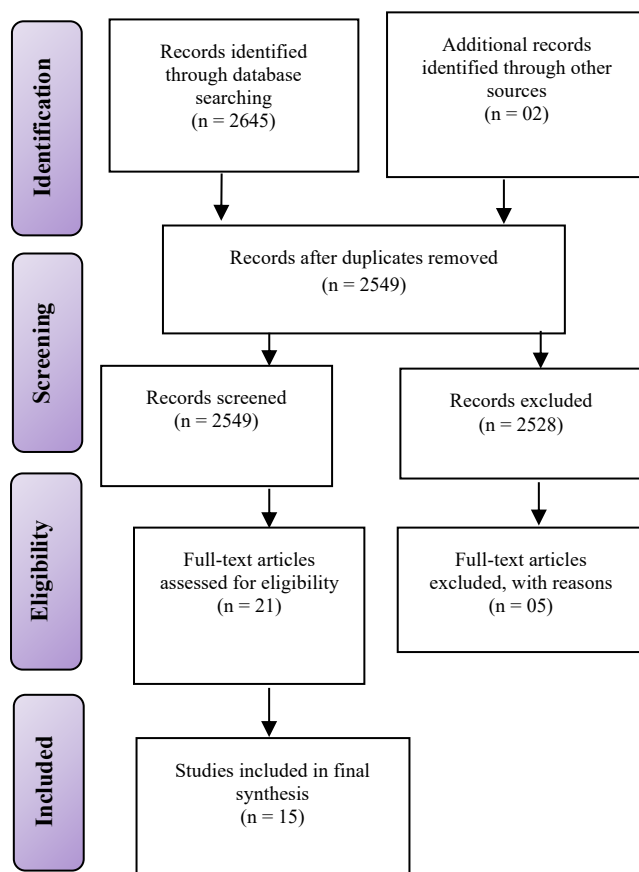 Identification
Records identified
through database
searching
(n = 2645)
Additional records
identified through other
sources
(n = 02)
Records after duplicates removed
(n = 2549)
Screening
Records screened
(n = 2549)
Records excluded
(n = 2528)
Eligibility
Full-text articles
assessed for eligibility
(n = 21)
Full-text articles
excluded, with reasons
(n = 05)
Included
Studies included in final
synthesis
(n = 15)